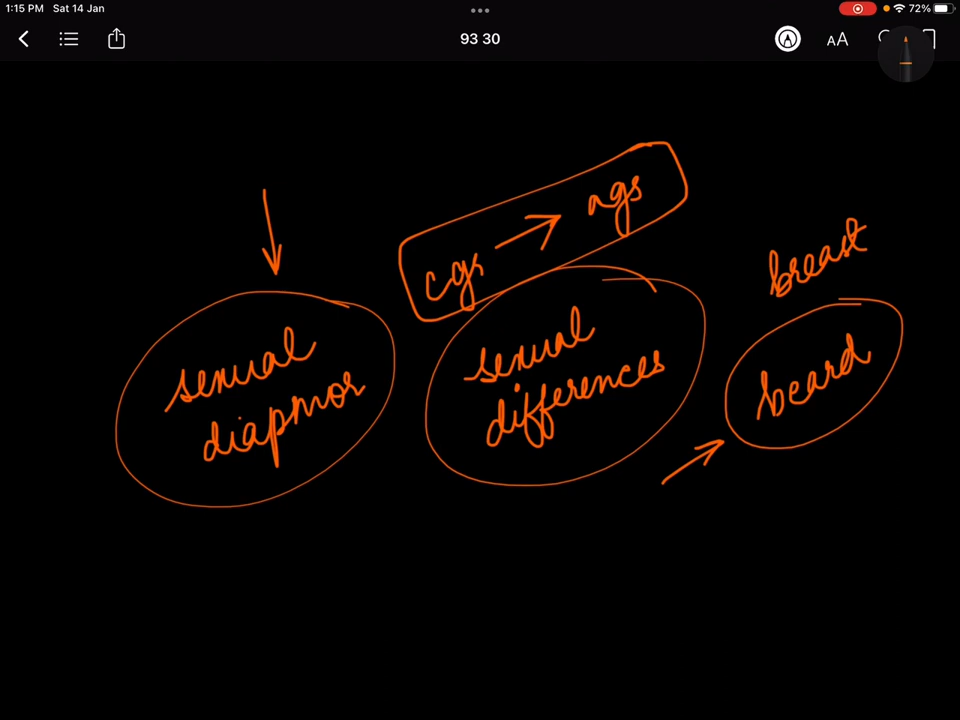 1:15 PM Sat 14 Jan
72%
93 30
AA
cgs → ags
breast
sexual
diapmor
sexual
differences
beard